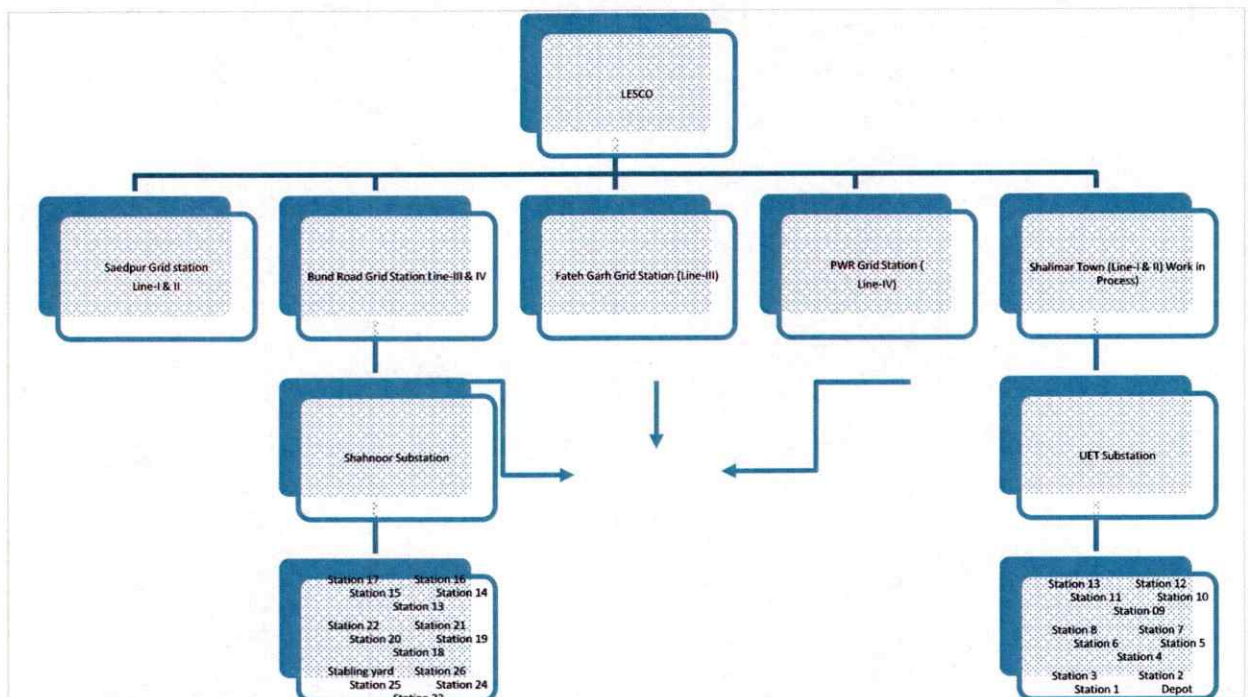 LESCO
Saedpur Grid station
Line-I & II
Bund Road Grid Station Line-III & IV
Fateh Garh Grid Station (Line-III)
PWR Grid Station (
Line-IV)
Shalimar Town (Line-I & II) Work in
Process)
Shahnoor Substation
UET Substation
Station 17 Station 16
Station 15 Station 14
Station 13
Station 22 Station 21
Station 20 Station 19
Station 18
Stabling yard Station 26
Station 25 Station 24
Station 13 Station 12
Station 11 Station 10
Station 09
Station 8 Station 7
Station 6 Station 5
Station 4
Station 3 Station 2
Station 1 Depot